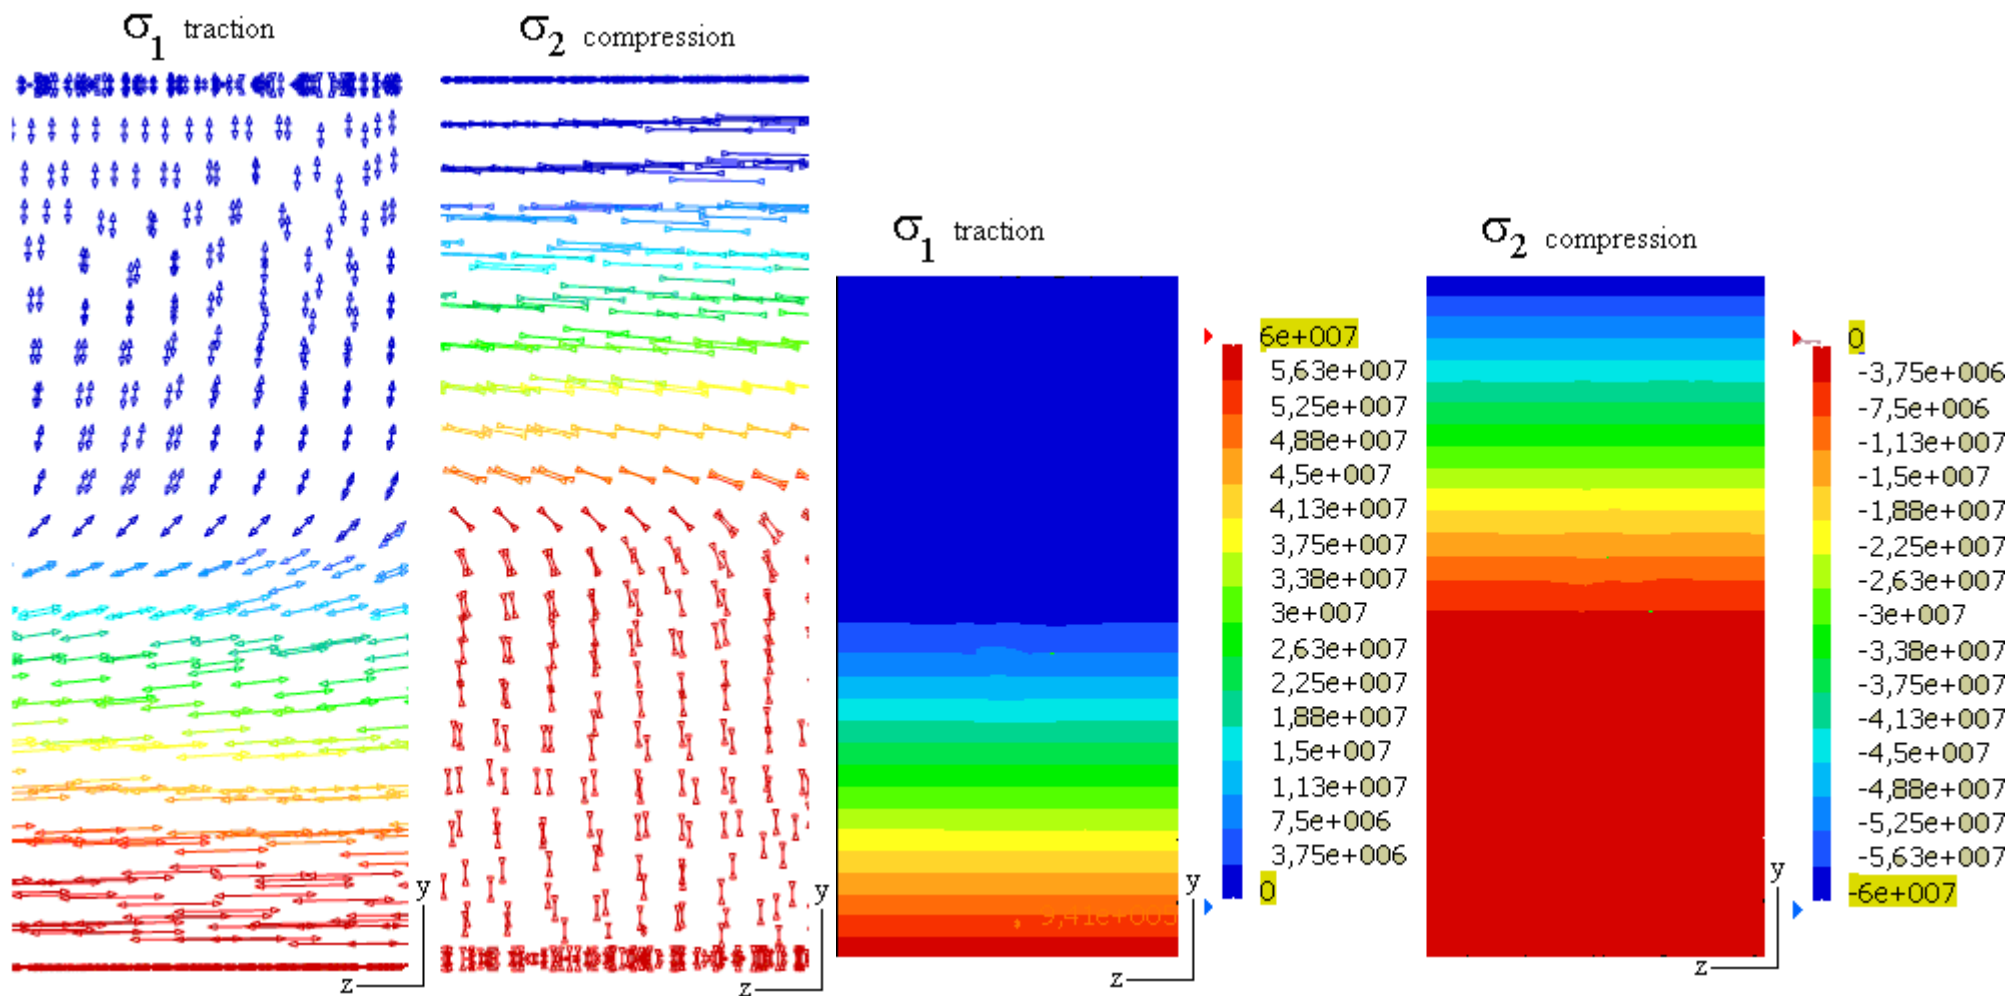 σ1 traction
σ2 compression
y
z
y
z
σ1 traction
6e+007
5,63e+007
5,25e+007
4,88e+007
4,5e+007
4,13e+007
3,75e+007
3,38e+007
3e+007
2,63e+007
2,25e+007
1,88e+007
1,5e+007
1,13e+007
7,5e+006
3,75e+006
0
9,41e+005
y
z
σ2 compression
0
-3,75e+006
-7,5e+006
-1,13e+007
-1,5e+007
-1,88e+007
-2,25e+007
-2,63e+007
-3e+007
-3,38e+007
-3,75e+007
-4,13e+007
-4,5e+007
-4,88e+007
-5,25e+007
-5,63e+007
-6e+007
y
z